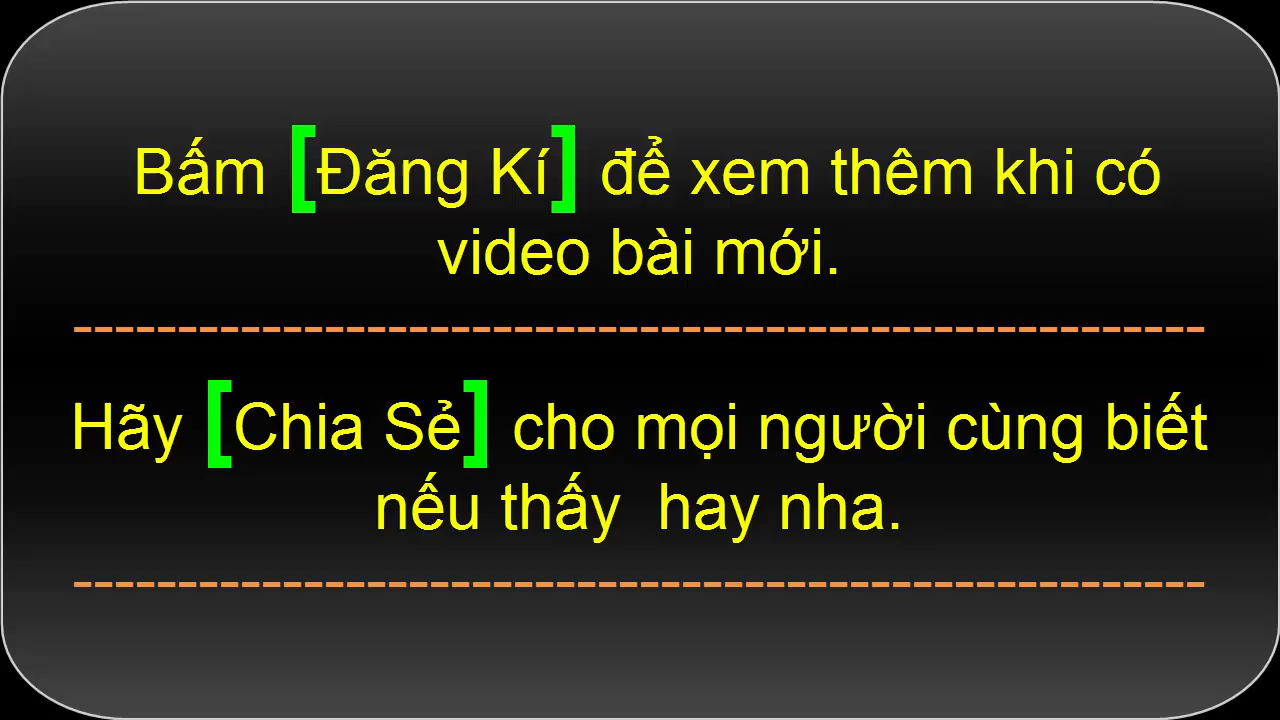 Bấm [Đăng Kí] để xem thêm khi có
video bài mới.
------------------------------------------------------
Hãy [Chia Sẻ] cho mọi người cùng biết
nếu thấy  hay nha.
------------------------------------------------------